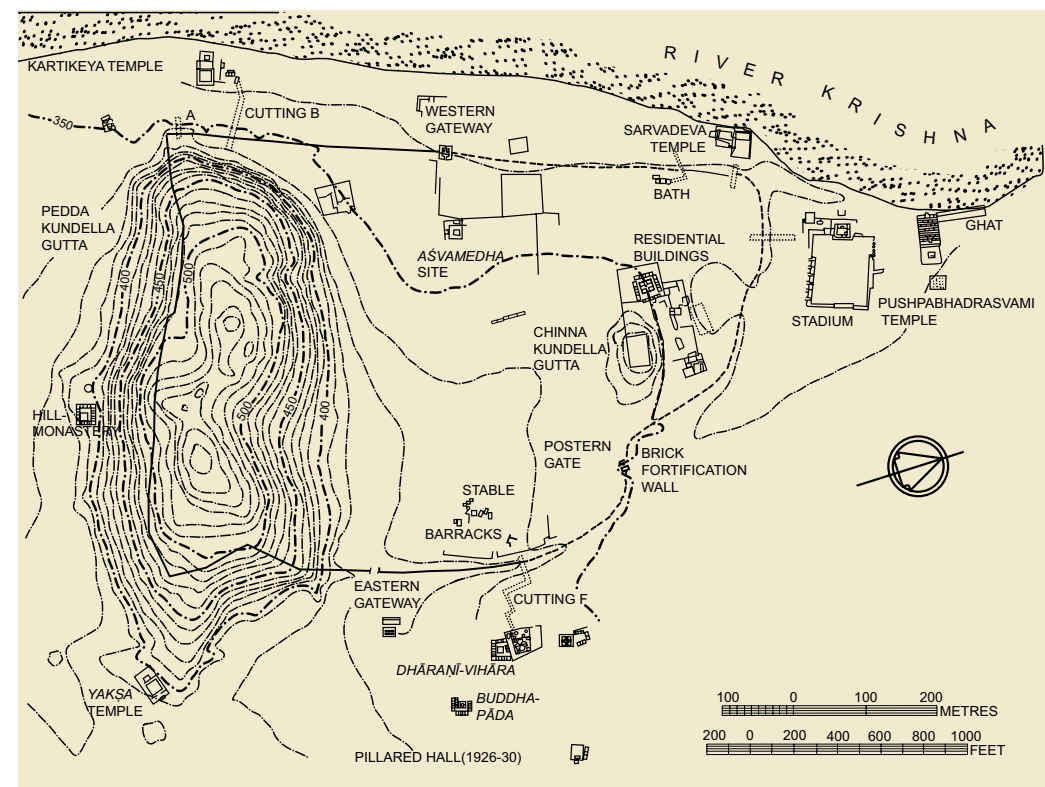 RIVER KRISHNA
KARTIKEYA TEMPLE
A
CUTTING B
350
WESTERN
GATEWAY
SARVADEVA
TEMPLE
BATH
PEDDA
KUNDELLA
GUTTA
GHAT
RESIDENTIAL
BUILDINGS
AŚVAMEDHA
SITE
400
450
500
PUSHPABHADRASVAMI
TEMPLE
STADIUM
CHINNA
KUNDELLA
GUTTA
500
450
400
HILL-
MONASTERY
POSTERN
GATE
BRICK
FORTIFICATION
WALL
STABLE
BARRACKS
EASTERN
GATEWAY
CUTTING F
DHĀRAṆĪ-VIHĀRA
YAKṢA
TEMPLE
BUDDHA-
PĀDA
PILLARED HALL(1926-30)
100 0 100 200
METRES
200 0 200 400 600 800 1000
FEET